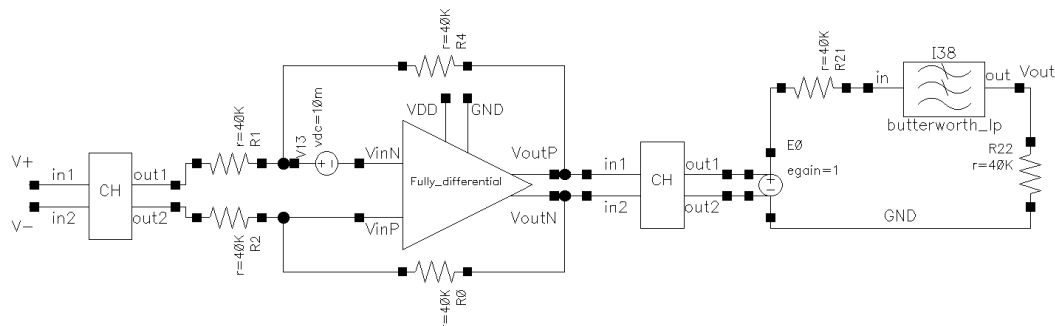 V+
V-
in1
in2
CH
out1
out2
r=40K
R1
r=40K
R2
V13
vdc=10m
r=40K
R4
VDD
GND
VinN
VinP
Fully_differential
VoutP
VoutN
r=40K
R0
in1
in2
CH
out1
out2
E0
egain=1
r=40K
R21
in
I38
out
butterworth_lp
Vout
R22
r=40K
GND